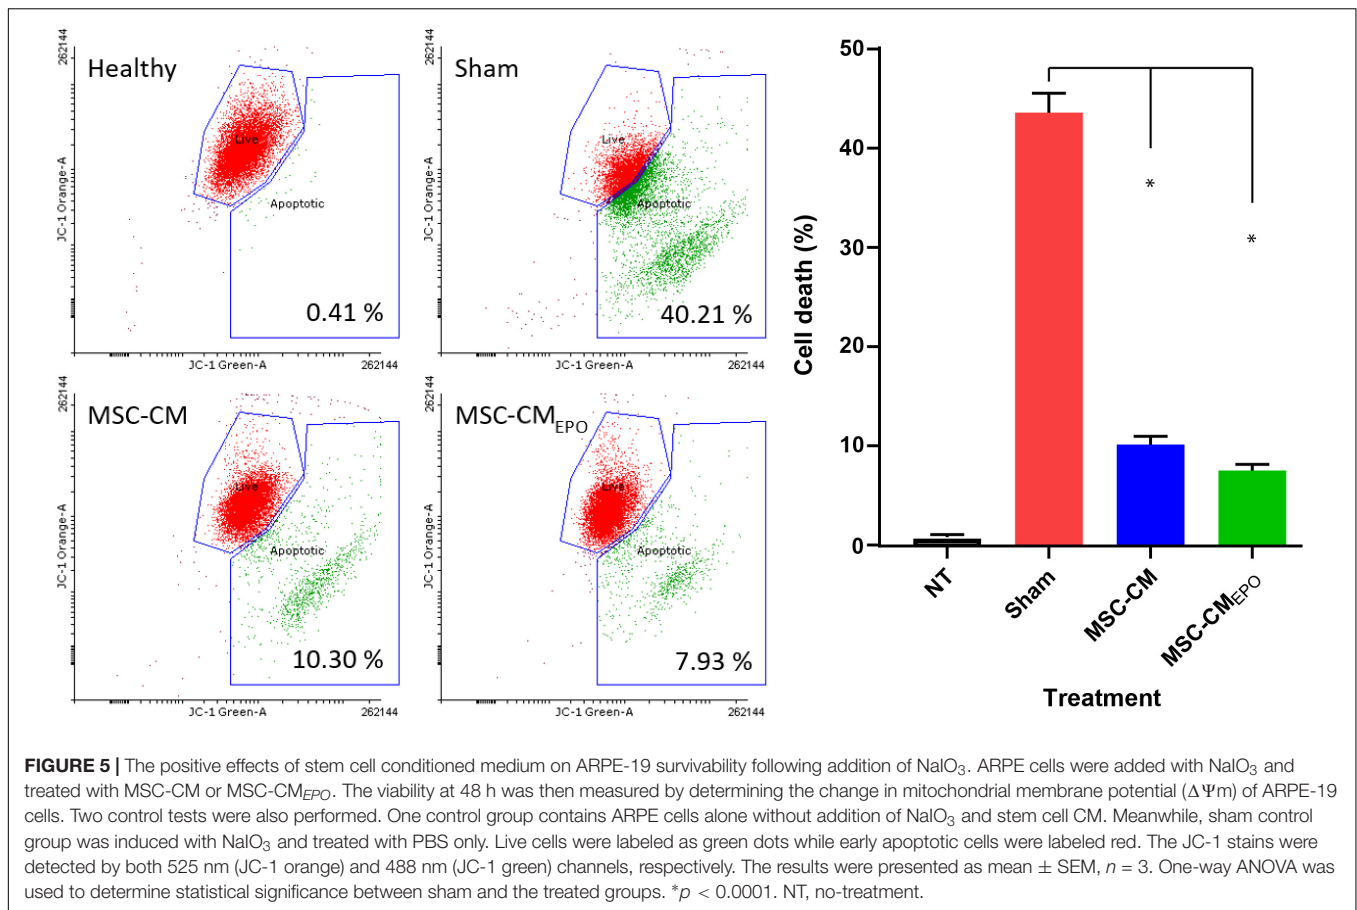 Healthy
262144
JC-1 Orange-A
Live
Apoptotic
0.41 %
JC-1 Green-A
262144
Sham
262144
JC-1 Orange-A
Live
Apoptotic
40.21 %
JC-1 Green-A
262144
MSC-CM
262144
JC-1 Orange-A
Live
Apoptotic
10.30 %
JC-1 Green-A
262144
MSC-CMEPO
262144
JC-1 Orange-A
Live
Apoptotic
7.93 %
JC-1 Green-A
262144
Cell death (%)
50
40
30
20
10
0
*
*
NT
Sham
MSC-CM
MSC-CMEPO
Treatment
FIGURE 5 | The positive effects of stem cell conditioned medium on ARPE-19 survivability following addition of NaIO3. ARPE cells were added with NaIO3 and
treated with MSC-CM or MSC-CMEPO. The viability at 48 h was then measured by determining the change in mitochondrial membrane potential (ΔΨm) of ARPE-19
cells. Two control tests were also performed. One control group contains ARPE cells alone without addition of NaIO3 and stem cell CM. Meanwhile, sham control
group was induced with NaIO3 and treated with PBS only. Live cells were labeled as green dots while early apoptotic cells were labeled red. The JC-1 stains were
detected by both 525 nm (JC-1 orange) and 488 nm (JC-1 green) channels, respectively. The results were presented as mean ± SEM, n = 3. One-way ANOVA was
used to determine statistical significance between sham and the treated groups. *p < 0.0001. NT, no-treatment.